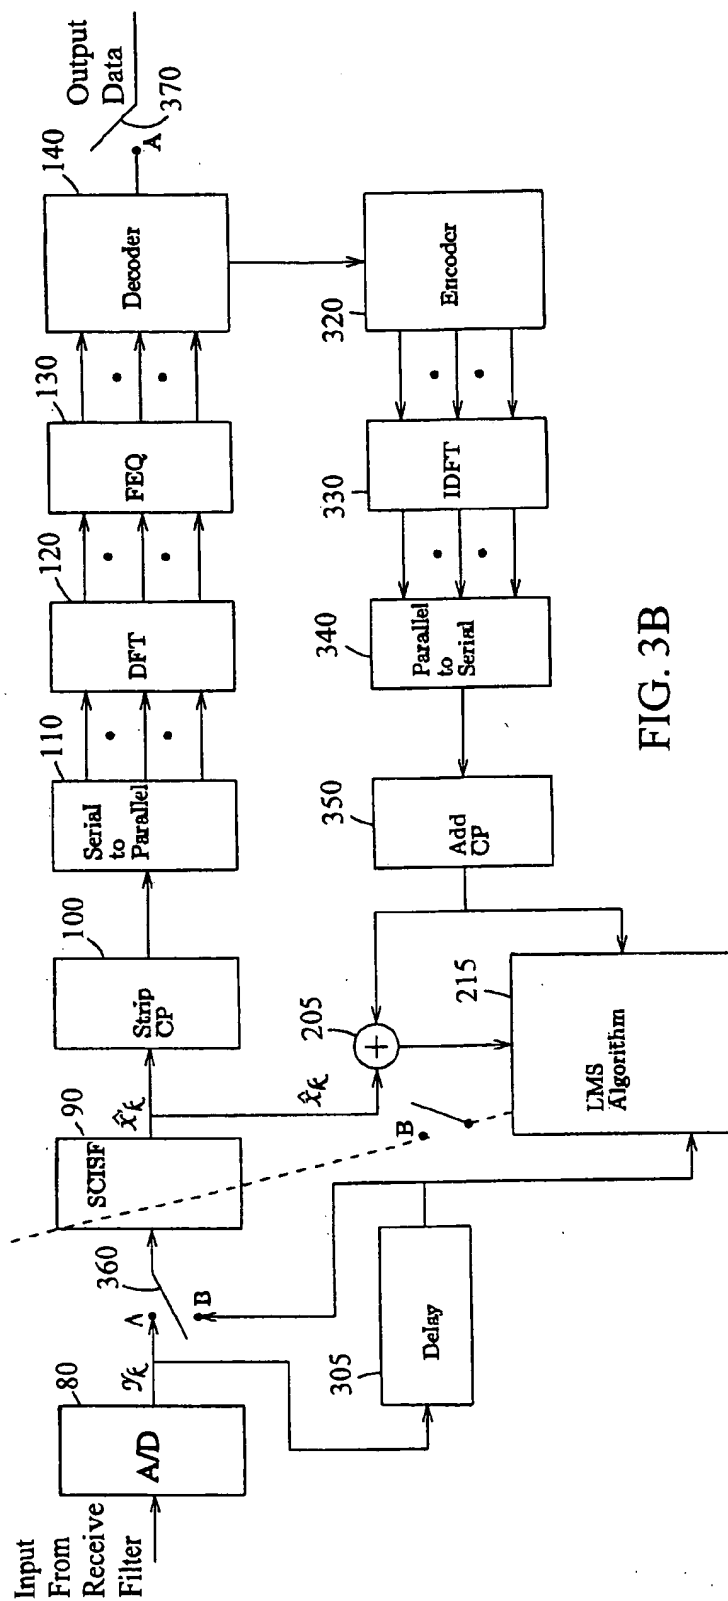 Input
From
Receive
Filter
80
A/D
𝑦k
A
B
360
90
SCISF
x̂k
100
Strip
CP
110
Serial
to
Parallel
120
DFT
130
FEQ
140
Decoder
A
370
Output
Data
305
Delay
B
x̂k
205
+
215
LMS
Algorithm
350
Add
CP
340
Parallel
to
Serial
330
IDFT
320
Encoder
FIG. 3B